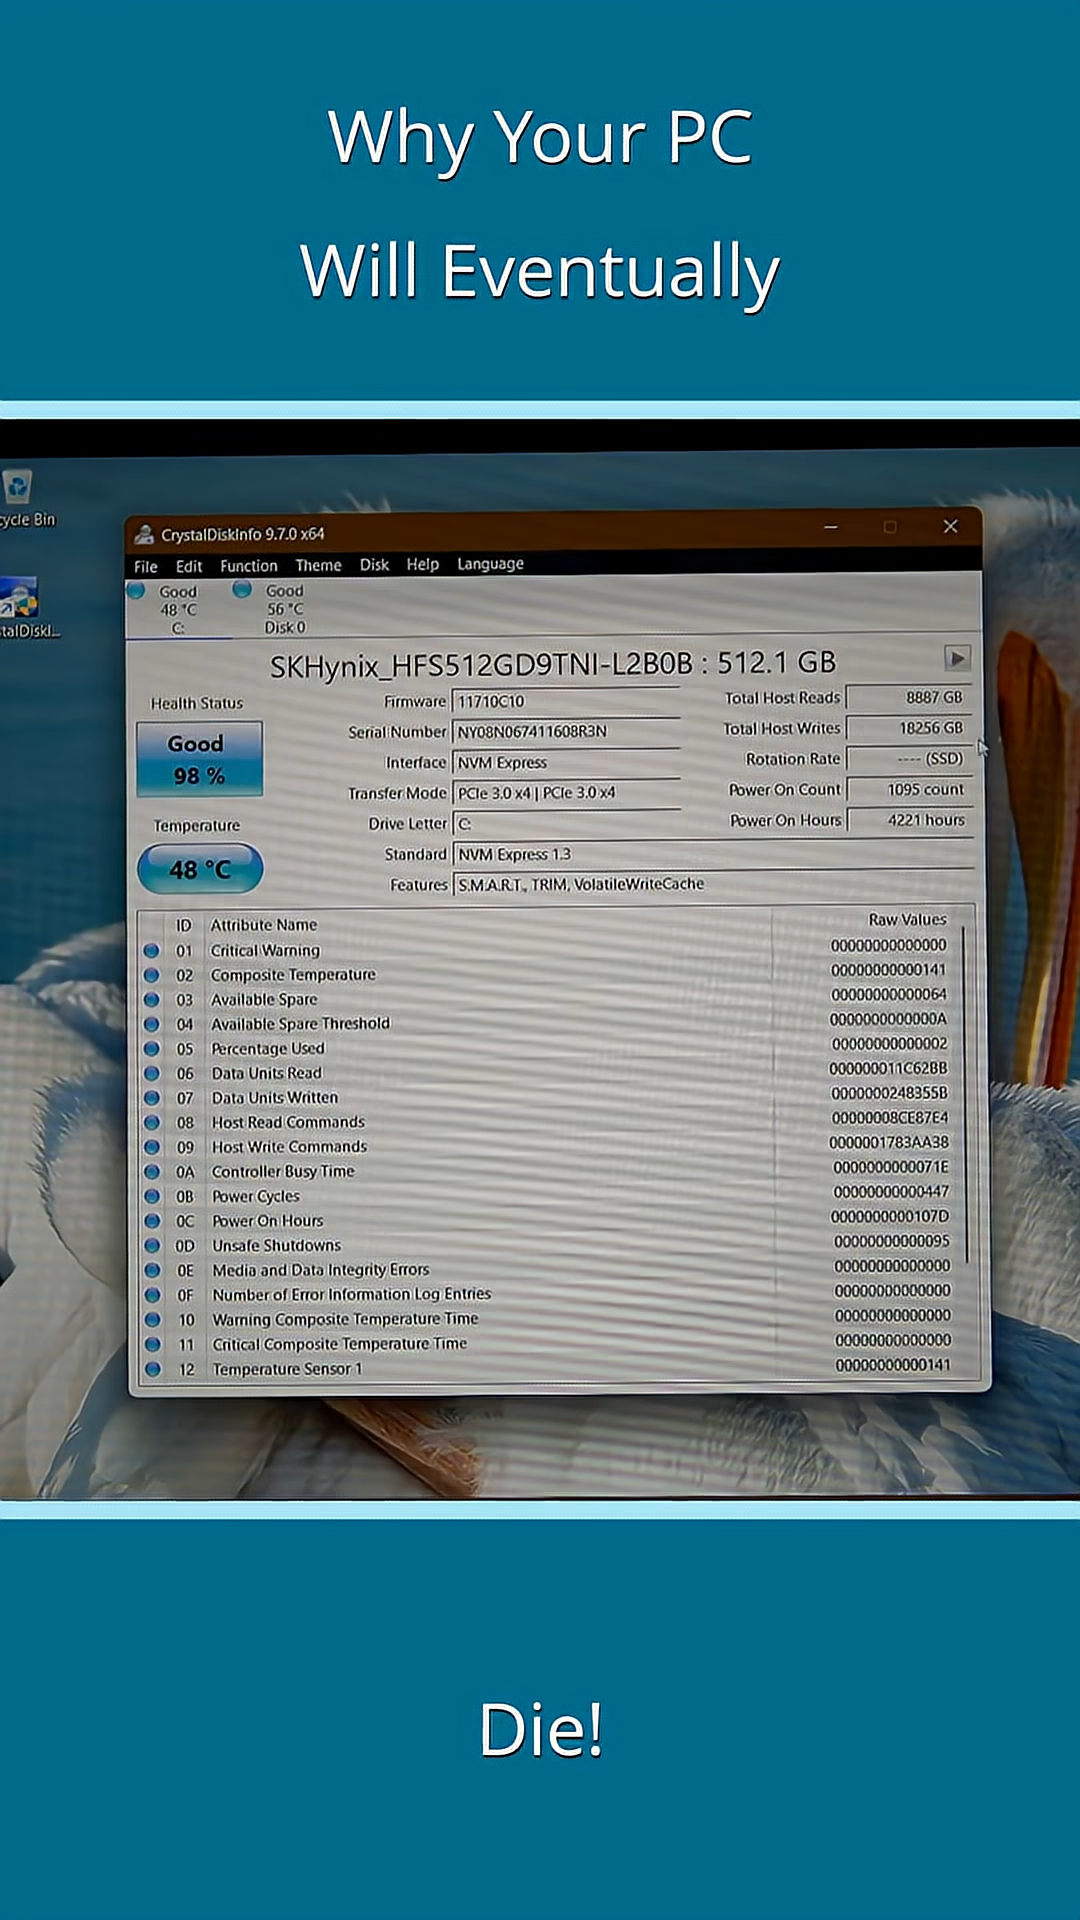 Why Your PC
Will Eventually
cycle Bin
CrystalDiskInfo 9.7.0 x64
stalDiskI...
File Edit Function Theme Disk Help Language
Good Good
48 °C 56 °C
C: Disk 0
SKHynix_HFS512GD9TNI-L2B0B : 512.1 GB
Health Status
Good
98 %
Temperature
48 °C
Firmware 11710C10
Serial Number NY08N067411608R3N
Interface NVM Express
Transfer Mode PCIe 3.0 x4 | PCIe 3.0 x4
Drive Letter C:
Standard NVM Express 1.3
Features S.M.A.R.T., TRIM, VolatileWriteCache
Total Host Reads 8887 GB
Total Host Writes 18256 GB
Rotation Rate ---- (SSD)
Power On Count 1095 count
Power On Hours 4221 hours
ID Attribute Name Raw Values
01 Critical Warning 00000000000000
02 Composite Temperature 00000000000141
03 Available Spare 00000000000064
04 Available Spare Threshold 0000000000000A
05 Percentage Used 00000000000002
06 Data Units Read 000000011C62BB
07 Data Units Written 0000000248355B
08 Host Read Commands 00000008CE87E4
09 Host Write Commands 0000001783AA38
0A Controller Busy Time 0000000000071E
0B Power Cycles 00000000000447
0C Power On Hours 0000000000107D
0D Unsafe Shutdowns 00000000000095
0E Media and Data Integrity Errors 00000000000000
0F Number of Error Information Log Entries 00000000000000
10 Warning Composite Temperature Time 00000000000000
11 Critical Composite Temperature Time 00000000000000
12 Temperature Sensor 1 00000000000141
Die!